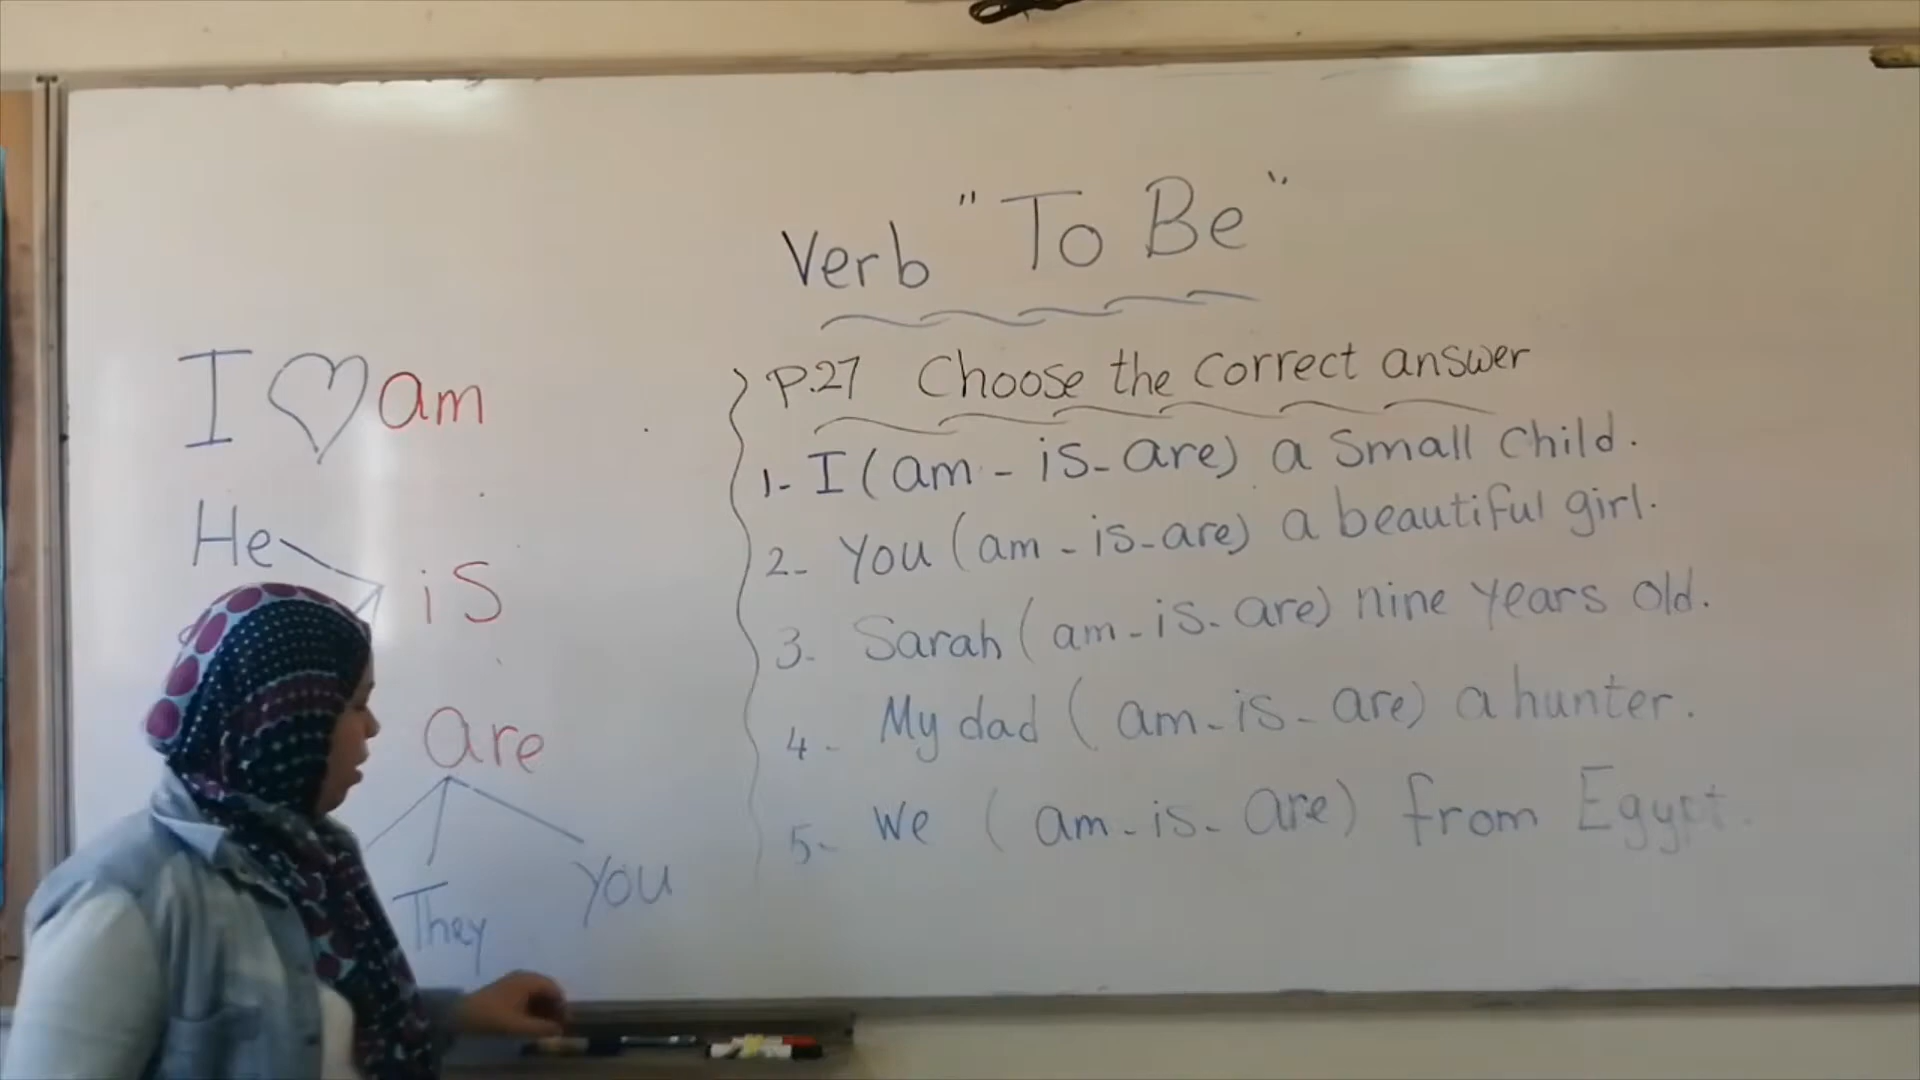 Verb "To Be"
I am
He
is
are
They
You
P.27 Choose the correct answer
1- I (am - is - are) a small child.
2- You (am - is - are) a beautiful girl.
3- Sarah (am - is - are) nine years old.
4- My dad (am - is - are) a hunter.
5- We (am - is - are) from Egypt.